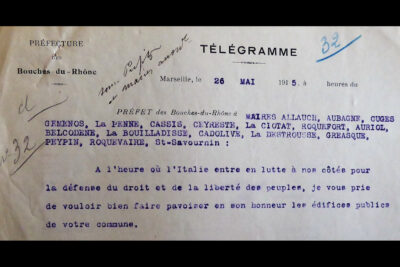 PRÉFECTURE
des
Bouches-du-Rhône
TÉLÉGRAMME
32
Marseille, le 26 MAI 1915 à heures du
PRÉFET des BOUCHES-DU-RHÔNE à MAIRES ALLAUCH, AUBAGNE, CUGES
GEMENOS, LA PENNE, CASSIS, CEYRESTE, LA CIOTAT, ROQUEFORT, AURIOL,
BELCODENE, LA BOUILLADISSE, CADOLIVE, LA DESTROUSSE, GREASQUE,
PEYPIN, ROQUEVAIRE, St-SAVOURNIN :
A l'heure où l'Italie entre en lutte à nos côtés pour
la défense du droit et de la liberté des peuples, je vous prie
de vouloir bien faire pavoiser en son honneur les édifices publics
de votre commune.
32